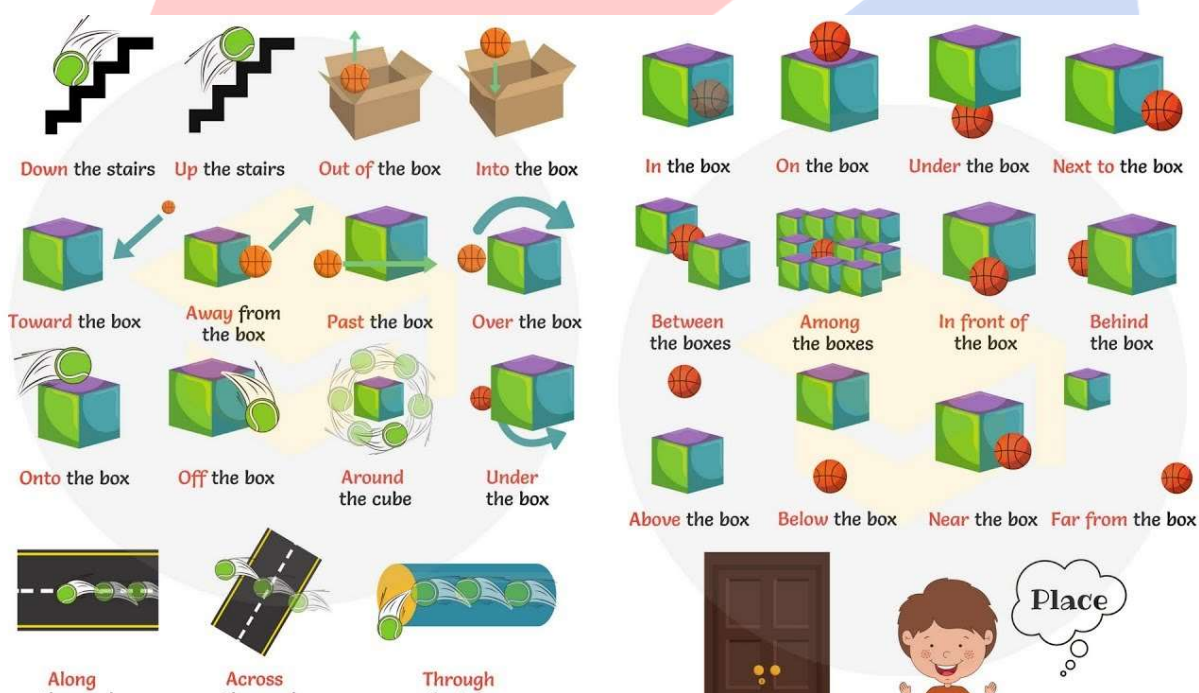 Down the stairs
Up the stairs
Out of the box
Into the box
Toward the box
Away from
the box
Past the box
Over the box
Onto the box
Off the box
Around
the cube
Under
the box
Along
Across
Through
In the box
On the box
Under the box
Next to the box
Between
the boxes
Among
the boxes
In front of
the box
Behind
the box
Above the box
Below the box
Near the box
Far from the box
Place